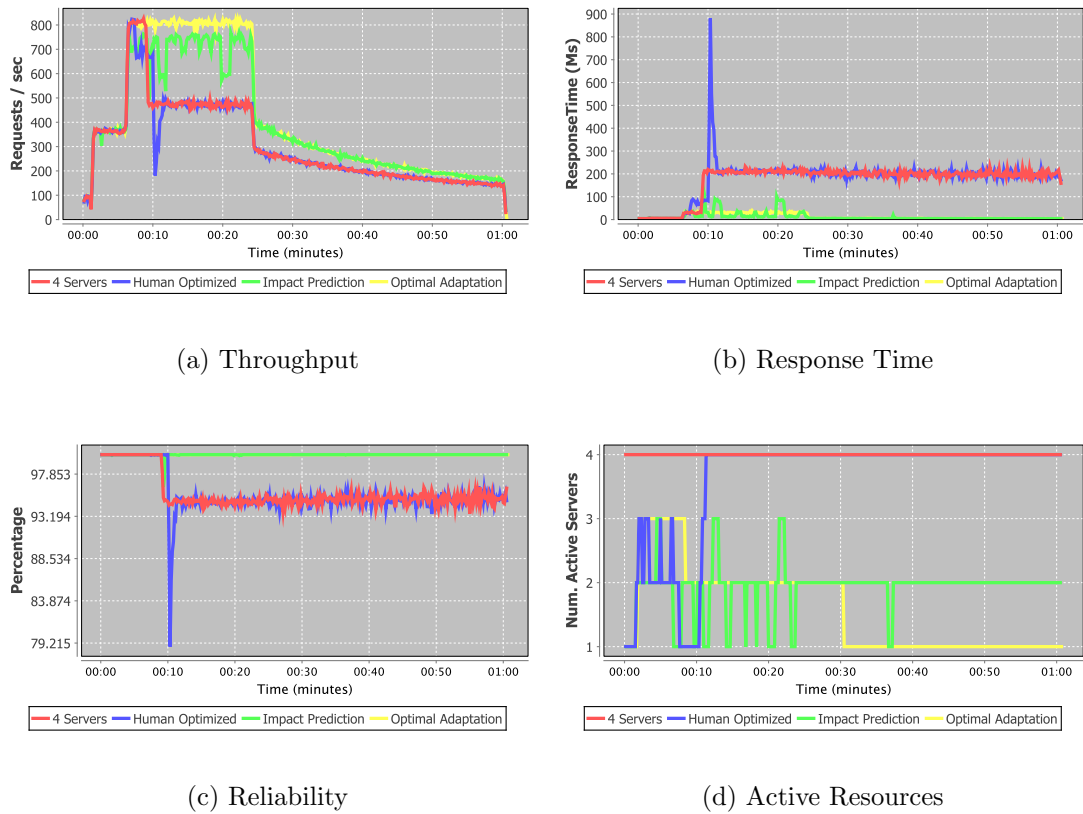 800
700
600
500
400
300
200
100
0
Requests / sec
00:00 00:10 00:20 00:30 00:40 00:50 01:00
Time (minutes)
4 Servers Human Optimized Impact Prediction Optimal Adaptation
(a) Throughput
900
800
700
600
500
400
300
200
100
0
ResponseTime (Ms)
00:00 00:10 00:20 00:30 00:40 00:50 01:00
Time (minutes)
4 Servers Human Optimized Impact Prediction Optimal Adaptation
(b) Response Time
97.853
93.194
88.534
83.874
79.215
Percentage
00:00 00:10 00:20 00:30 00:40 00:50 01:00
Time (minutes)
4 Servers Human Optimized Impact Prediction Optimal Adaptation
(c) Reliability
4
3
2
1
Num. Active Servers
00:00 00:10 00:20 00:30 00:40 00:50 01:00
Time (minutes)
4 Servers Human Optimized Impact Prediction Optimal Adaptation
(d) Active Resources